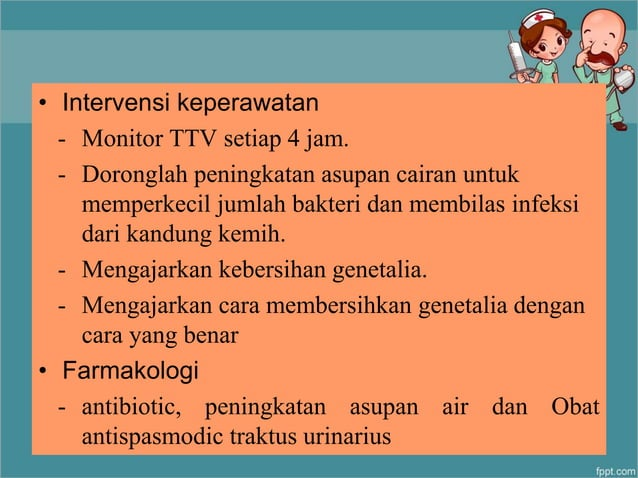 • Intervensi keperawatan
- Monitor TTV setiap 4 jam.
- Doronglah peningkatan asupan cairan untuk
memperkecil jumlah bakteri dan membilas infeksi
dari kandung kemih.
- Mengajarkan kebersihan genetalia.
- Mengajarkan cara membersihkan genetalia dengan
cara yang benar
• Farmakologi
- antibiotic, peningkatan asupan air dan Obat
antispasmodic traktus urinarius
fppt.com